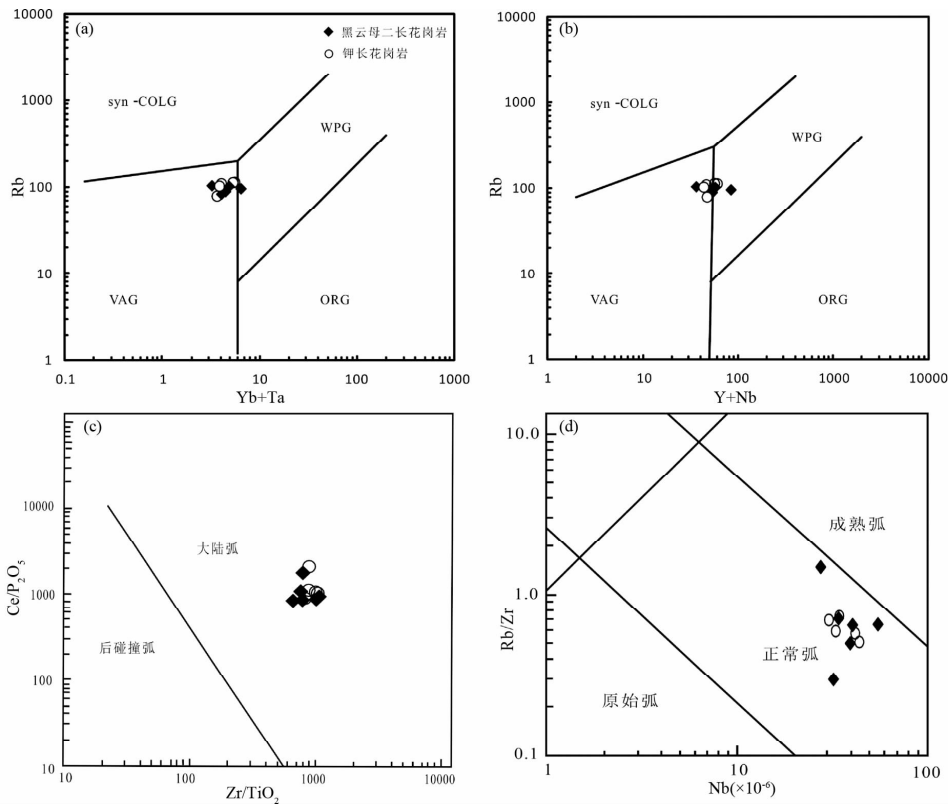 (a)
◆ 黑云母二长花岗岩
○ 钾长花岗岩
syn -COLG
WPG
VAG
ORG
10000
1000
100
10
1
0.1
1
10
100
1000
Rb
Yb+Ta
(b)
syn -COLG
WPG
VAG
ORG
10000
1000
100
10
1
1
10
100
1000
10000
Rb
Y+Nb
(c)
大陆弧
后碰撞弧
10000
1000
100
10
10
100
1000
10000
Ce/P2O5
Zr/TiO2
(d)
成熟弧
正常弧
原始弧
10.0
1.0
0.1
1
10
100
Rb/Zr
Nb(×10-6)